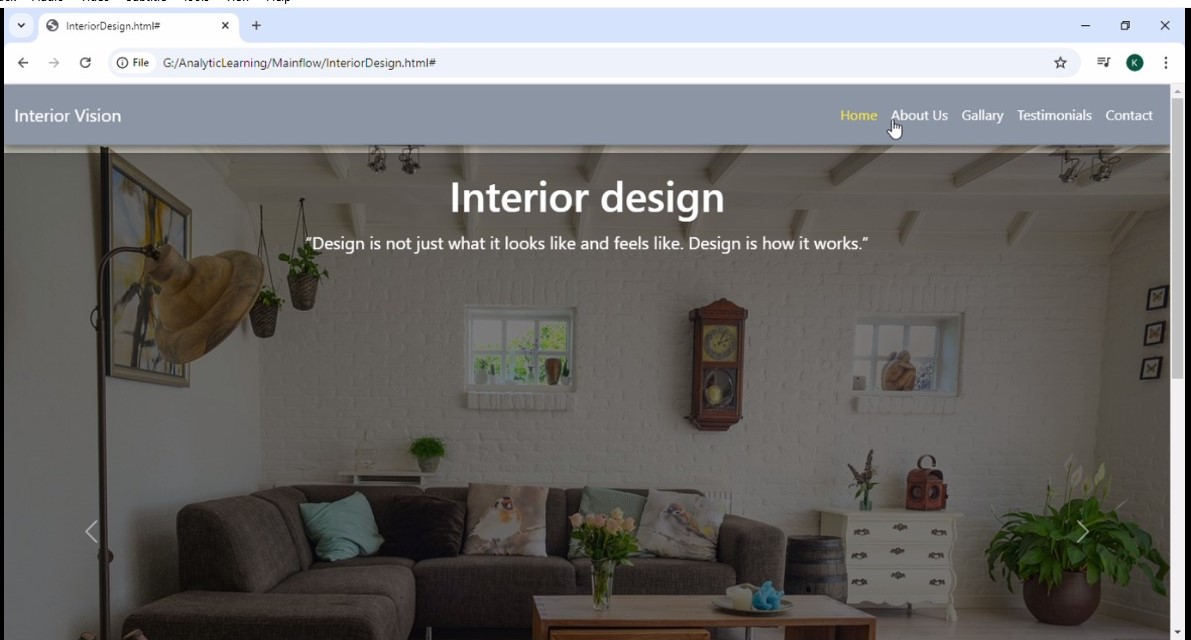 InteriorDesign.html#
File G:/AnalyticLearning/Mainflow/InteriorDesign.html#
K
Interior Vision
Home About Us Gallary Testimonials Contact
Interior design
“Design is not just what it looks like and feels like. Design is how it works.”